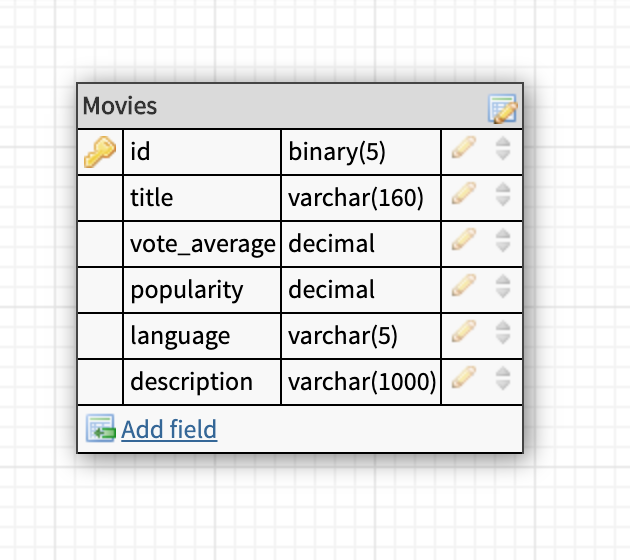 Movies
id binary(5)
title varchar(160)
vote_average decimal
popularity decimal
language varchar(5)
description varchar(1000)
Add field